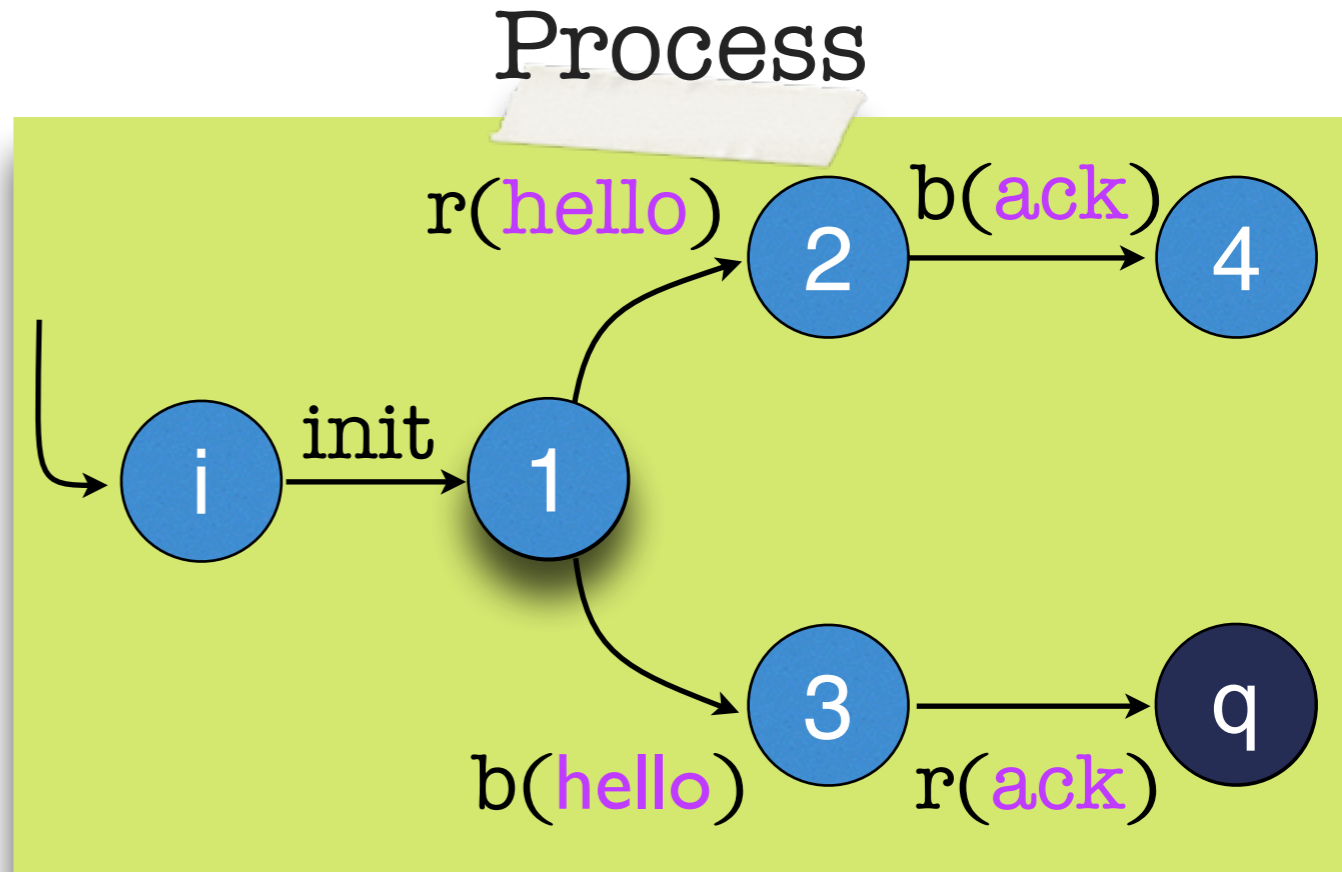 Process
r(hello)
b(ack)
2
4
init
i
1
3
q
b(hello)
r(ack)